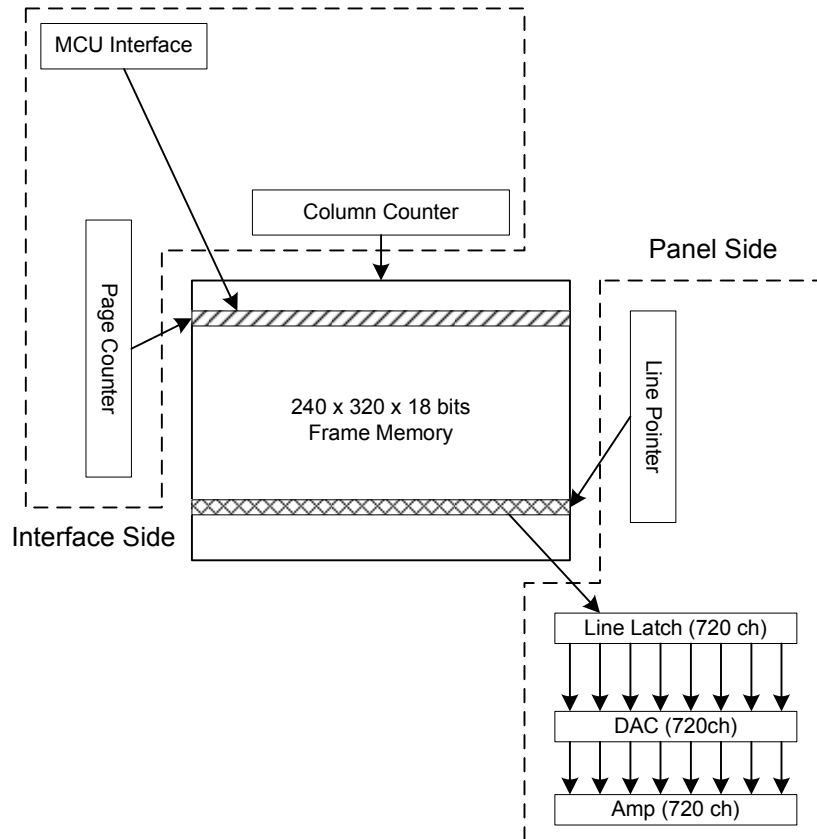 MCU Interface
Column Counter
Panel Side
Page Counter
Line Pointer
240 x 320 x 18 bits
Frame Memory
Interface Side
Line Latch (720 ch)
DAC (720ch)
Amp (720 ch)